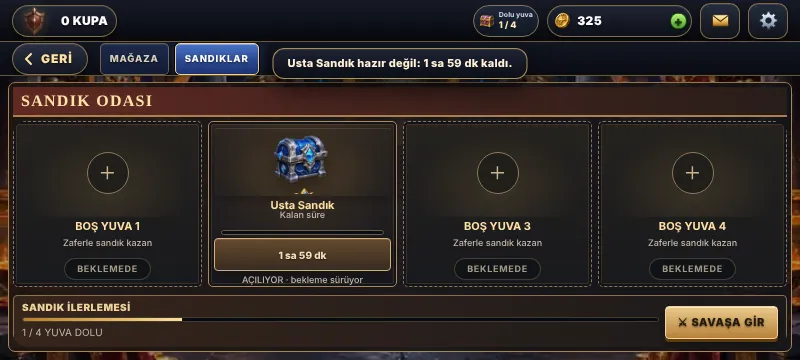 0 KUPA
Dolu yuva
1 / 4
325
GERİ
MAĞAZA
SANDIKLAR
Usta Sandık hazır değil: 1 sa 59 dk kaldı.
SANDIK ODASI
BOŞ YUVA 1
Zaferle sandık kazan
BEKLEMEDE
Usta Sandık
Kalan süre
1 sa 59 dk
AÇILIYOR · bekleme sürüyor
BOŞ YUVA 3
Zaferle sandık kazan
BEKLEMEDE
BOŞ YUVA 4
Zaferle sandık kazan
BEKLEMEDE
SANDIK İLERLEMESİ
1 / 4 YUVA DOLU
⚔ SAVAŞA GİR